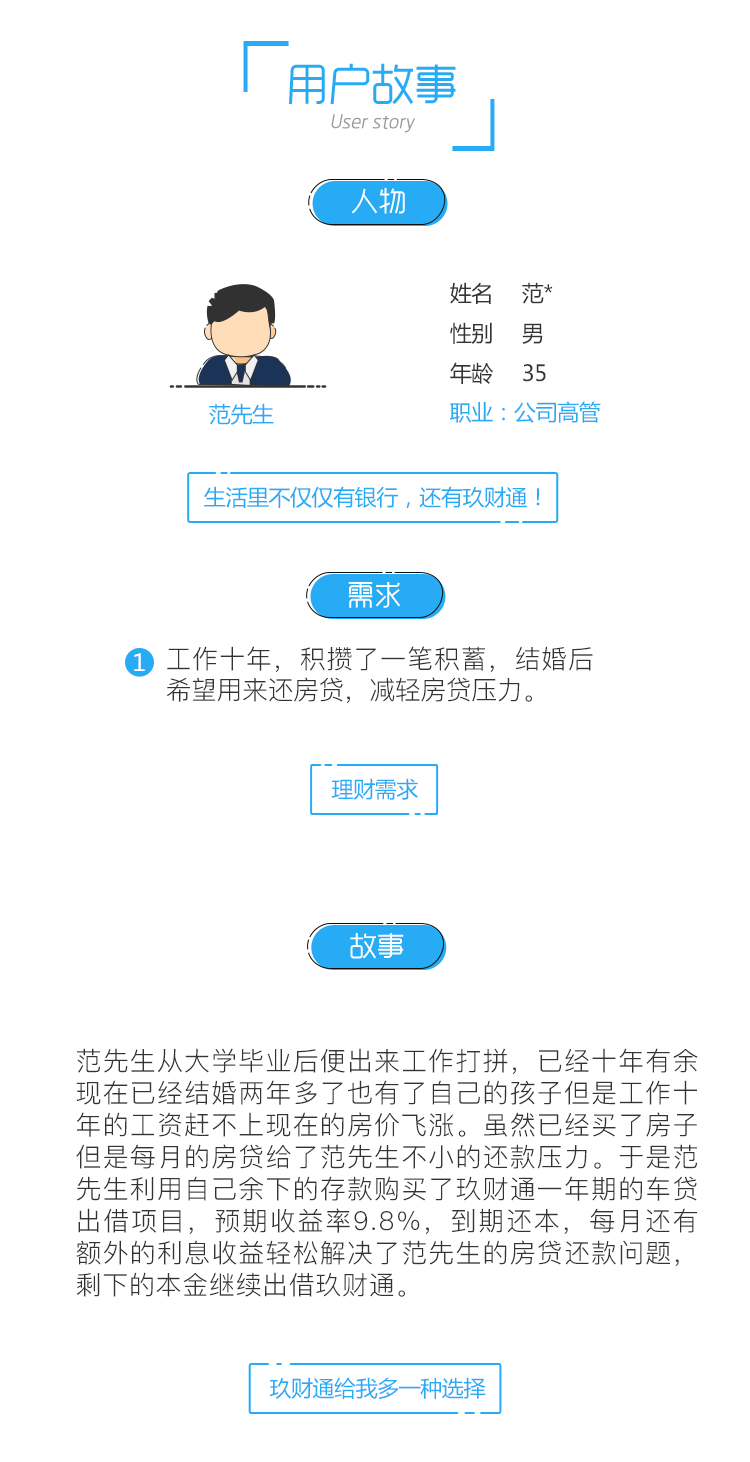 用户故事
User story
人物
姓名 范*
性别 男
年龄 35
职业：公司高管
范先生
生活里不仅仅有银行，还有玖财通！
需求
1 工作十年，积攒了一笔积蓄，结婚后
希望用来还房贷，减轻房贷压力。
理财需求
故事
范先生从大学毕业后便出来工作打拼，已经十年有余
现在已经结婚两年多了也有了自己的孩子但是工作十
年的工资赶不上现在的房价飞涨。虽然已经买了房子
但是每月的房贷给了范先生不小的还款压力。于是范
先生利用自己余下的存款购买了玖财通一年期的车贷
出借项目，预期收益率9.8%，到期还本，每月还有
额外的利息收益轻松解决了范先生的房贷还款问题，
剩下的本金继续出借玖财通。
玖财通给我多一种选择